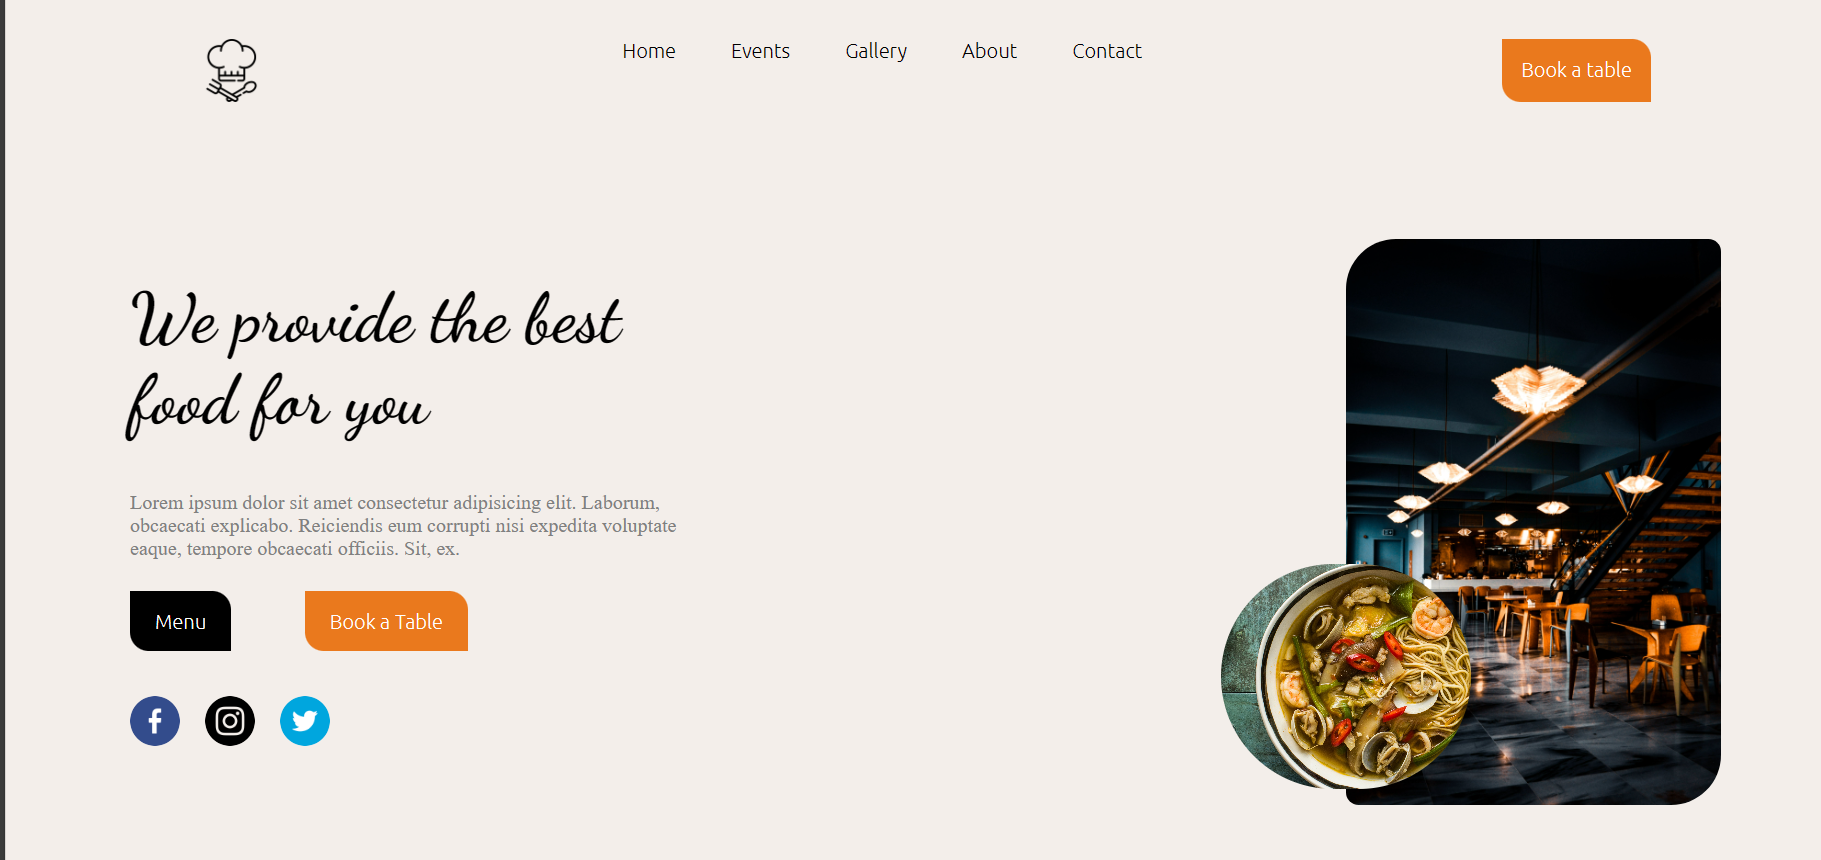 Home Events Gallery About Contact
Book a table
We provide the best
food for you
Lorem ipsum dolor sit amet consectetur adipisicing elit. Laborum,
obcaecati explicabo. Reiciendis eum corrupti nisi expedita voluptate
eaque, tempore obcaecati officiis. Sit, ex.
Menu
Book a Table